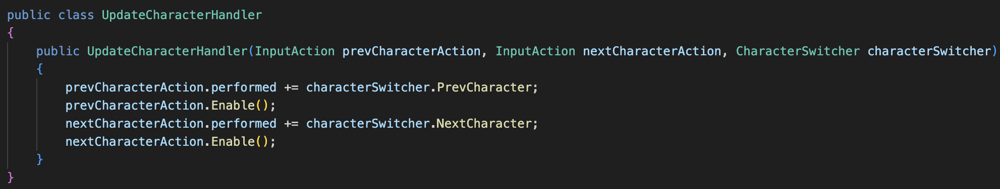 public class UpdateCharacterHandler
{
    public UpdateCharacterHandler(InputAction prevCharacterAction, InputAction nextCharacterAction, CharacterSwitcher characterSwitcher)
    {
        prevCharacterAction.performed += characterSwitcher.PrevCharacter;
        prevCharacterAction.Enable();
        nextCharacterAction.performed += characterSwitcher.NextCharacter;
        nextCharacterAction.Enable();
    }
}